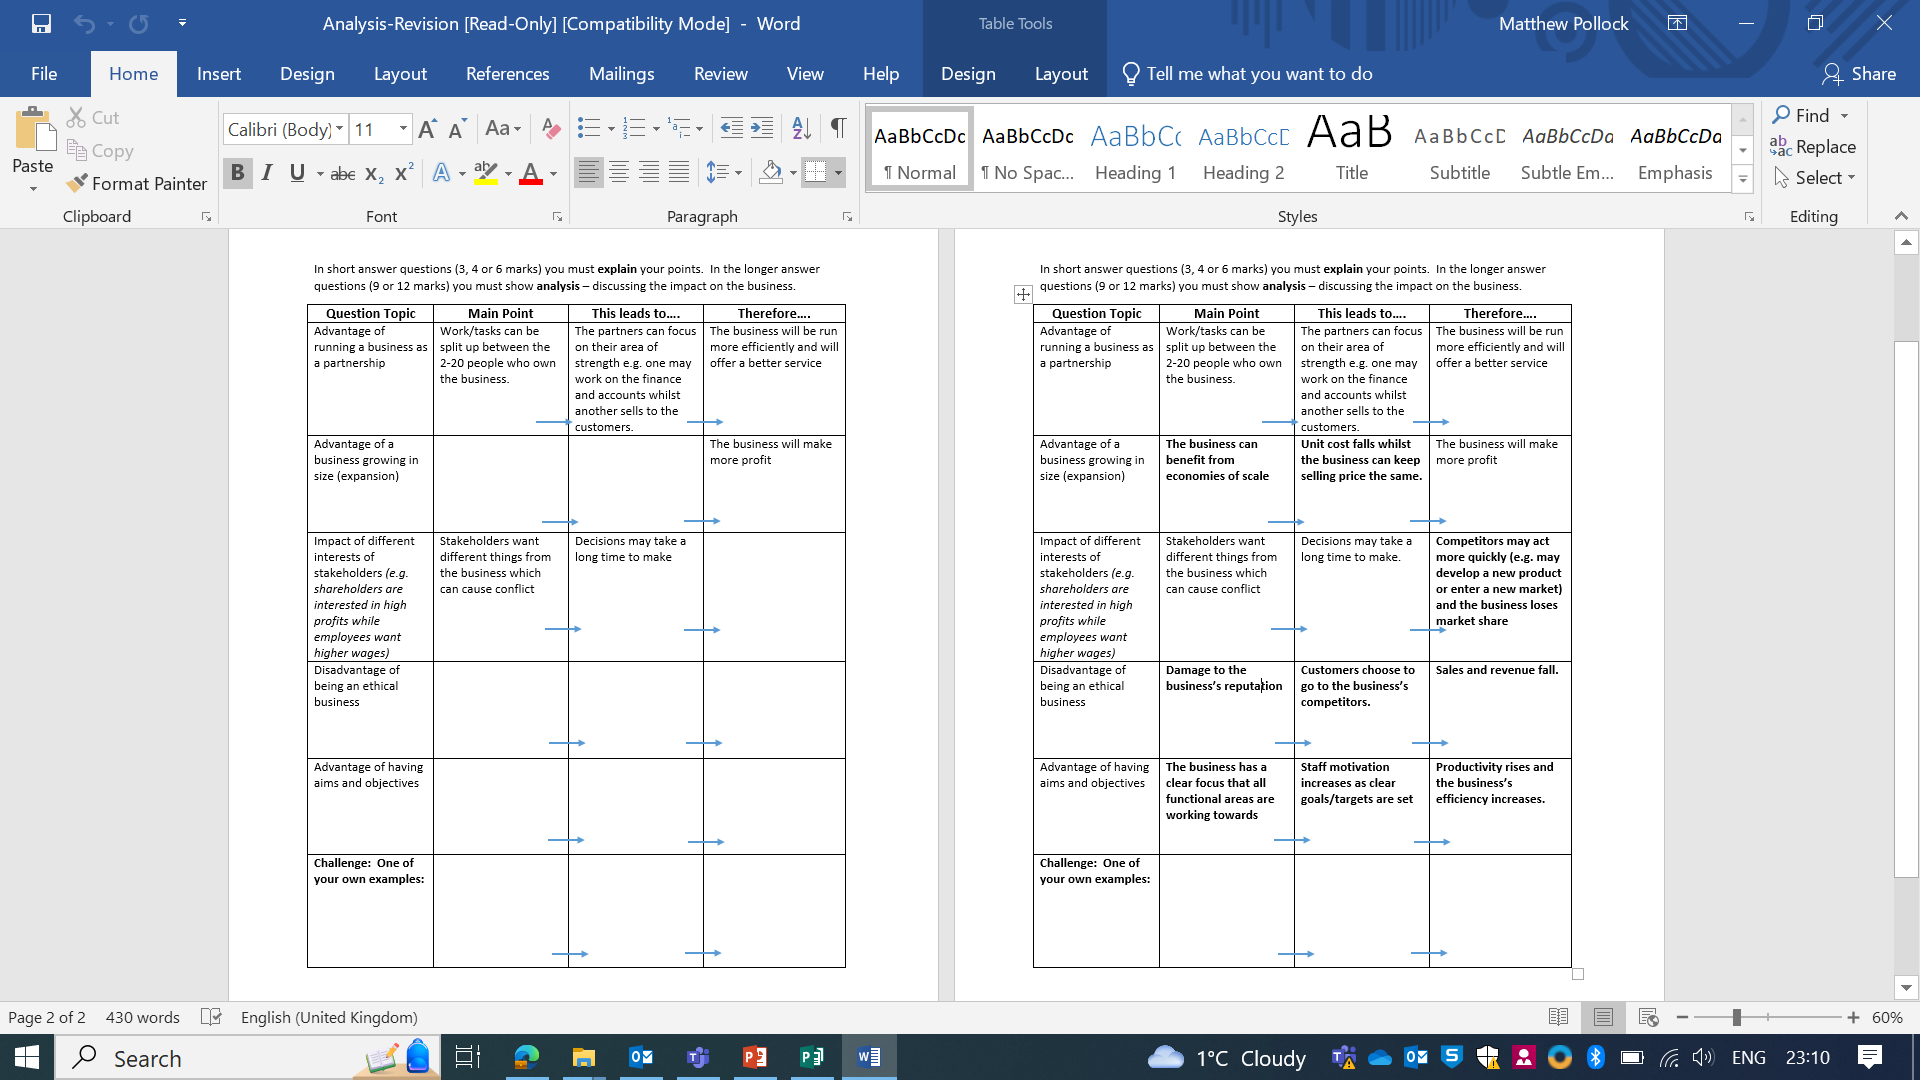 Analysis-Revision [Read-Only] [Compatibility Mode] - Word
Table Tools
Matthew Pollock
File
Home
Insert
Design
Layout
References
Mailings
Review
View
Help
Design
Layout
Tell me what you want to do
Share
Paste
Cut
Copy
Format Painter
Clipboard
Calibri (Body)
11
Font
Paragraph
AaBbCcDc
¶ Normal
AaBbCcDc
¶ No Spac...
AaBbCc
Heading 1
AaBbCcD
Heading 2
AaB
Title
AaBbCcD
Subtitle
AaBbCcDd
Subtle Em...
AaBbCcDd
Emphasis
Styles
Find
Replace
Select
Editing
In short answer questions (3, 4 or 6 marks) you must explain your points. In the longer answer
questions (9 or 12 marks) you must show analysis – discussing the impact on the business.
Question Topic
Main Point
This leads to....
Therefore....
Advantage of
running a business as
a partnership
Work/tasks can be
split up between the
2-20 people who own
the business.
The partners can focus
on their area of
strength e.g. one may
work on the finance
and accounts whilst
another sells to the
customers.
The business will be run
more efficiently and will
offer a better service
Advantage of a
business growing in
size (expansion)
The business will make
more profit
Impact of different
interests of
stakeholders (e.g.
shareholders are
interested in high
profits while
employees want
higher wages)
Stakeholders want
different things from
the business which
can cause conflict
Decisions may take a
long time to make
Disadvantage of
being an ethical
business
Advantage of having
aims and objectives
Challenge: One of
your own examples:
In short answer questions (3, 4 or 6 marks) you must explain your points. In the longer answer
questions (9 or 12 marks) you must show analysis – discussing the impact on the business.
Question Topic
Main Point
This leads to....
Therefore....
Advantage of
running a business as
a partnership
Work/tasks can be
split up between the
2-20 people who own
the business.
The partners can focus
on their area of
strength e.g. one may
work on the finance
and accounts whilst
another sells to the
customers.
The business will be run
more efficiently and will
offer a better service
Advantage of a
business growing in
size (expansion)
The business can
benefit from
economies of scale
Unit cost falls whilst
the business can keep
selling price the same.
The business will make
more profit
Impact of different
interests of
stakeholders (e.g.
shareholders are
interested in high
profits while
employees want
higher wages)
Stakeholders want
different things from
the business which
can cause conflict
Decisions may take a
long time to make.
Competitors may act
more quickly (e.g. may
develop a new product
or enter a new market)
and the business loses
market share
Disadvantage of
being an ethical
business
Damage to the
business's reputation
Customers choose to
go to the business's
competitors.
Sales and revenue fall.
Advantage of having
aims and objectives
The business has a
clear focus that all
functional areas are
working towards
Staff motivation
increases as clear
goals/targets are set
Productivity rises and
the business's
efficiency increases.
Challenge: One of
your own examples:
Page 2 of 2
430 words
English (United Kingdom)
60%
Search
1°C Cloudy
ENG
23:10